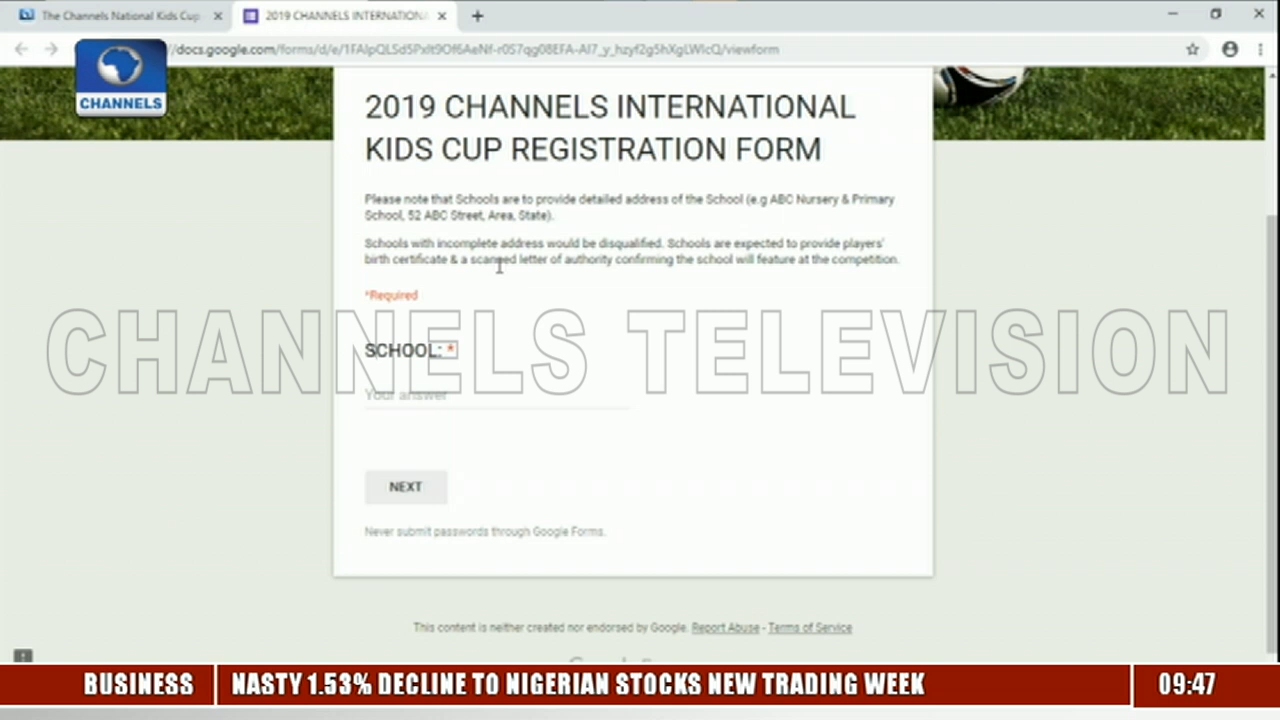 The Channels National Kids Cup
2019 CHANNELS INTERNATIONA
docs.google.com/forms/d/e/
/viewform
CHANNELS
2019 CHANNELS INTERNATIONAL
KIDS CUP REGISTRATION FORM
Please note that Schools are to provide detailed address of the School (e.g ABC Nursery & Primary
School, 52 ABC Street, Area, State).
Schools with incomplete address would be disqualified. Schools are expected to provide players'
birth certificate & a scanned letter of authority confirming the school will feature at the competition.
*Required
SCHOOL: *
CHANNELS TELEVISION
Your answer
NEXT
Never submit passwords through Google Forms.
This content is neither created nor endorsed by Google. Report Abuse - Terms of Service
BUSINESS
NASTY 1.53% DECLINE TO NIGERIAN STOCKS NEW TRADING WEEK
09:47